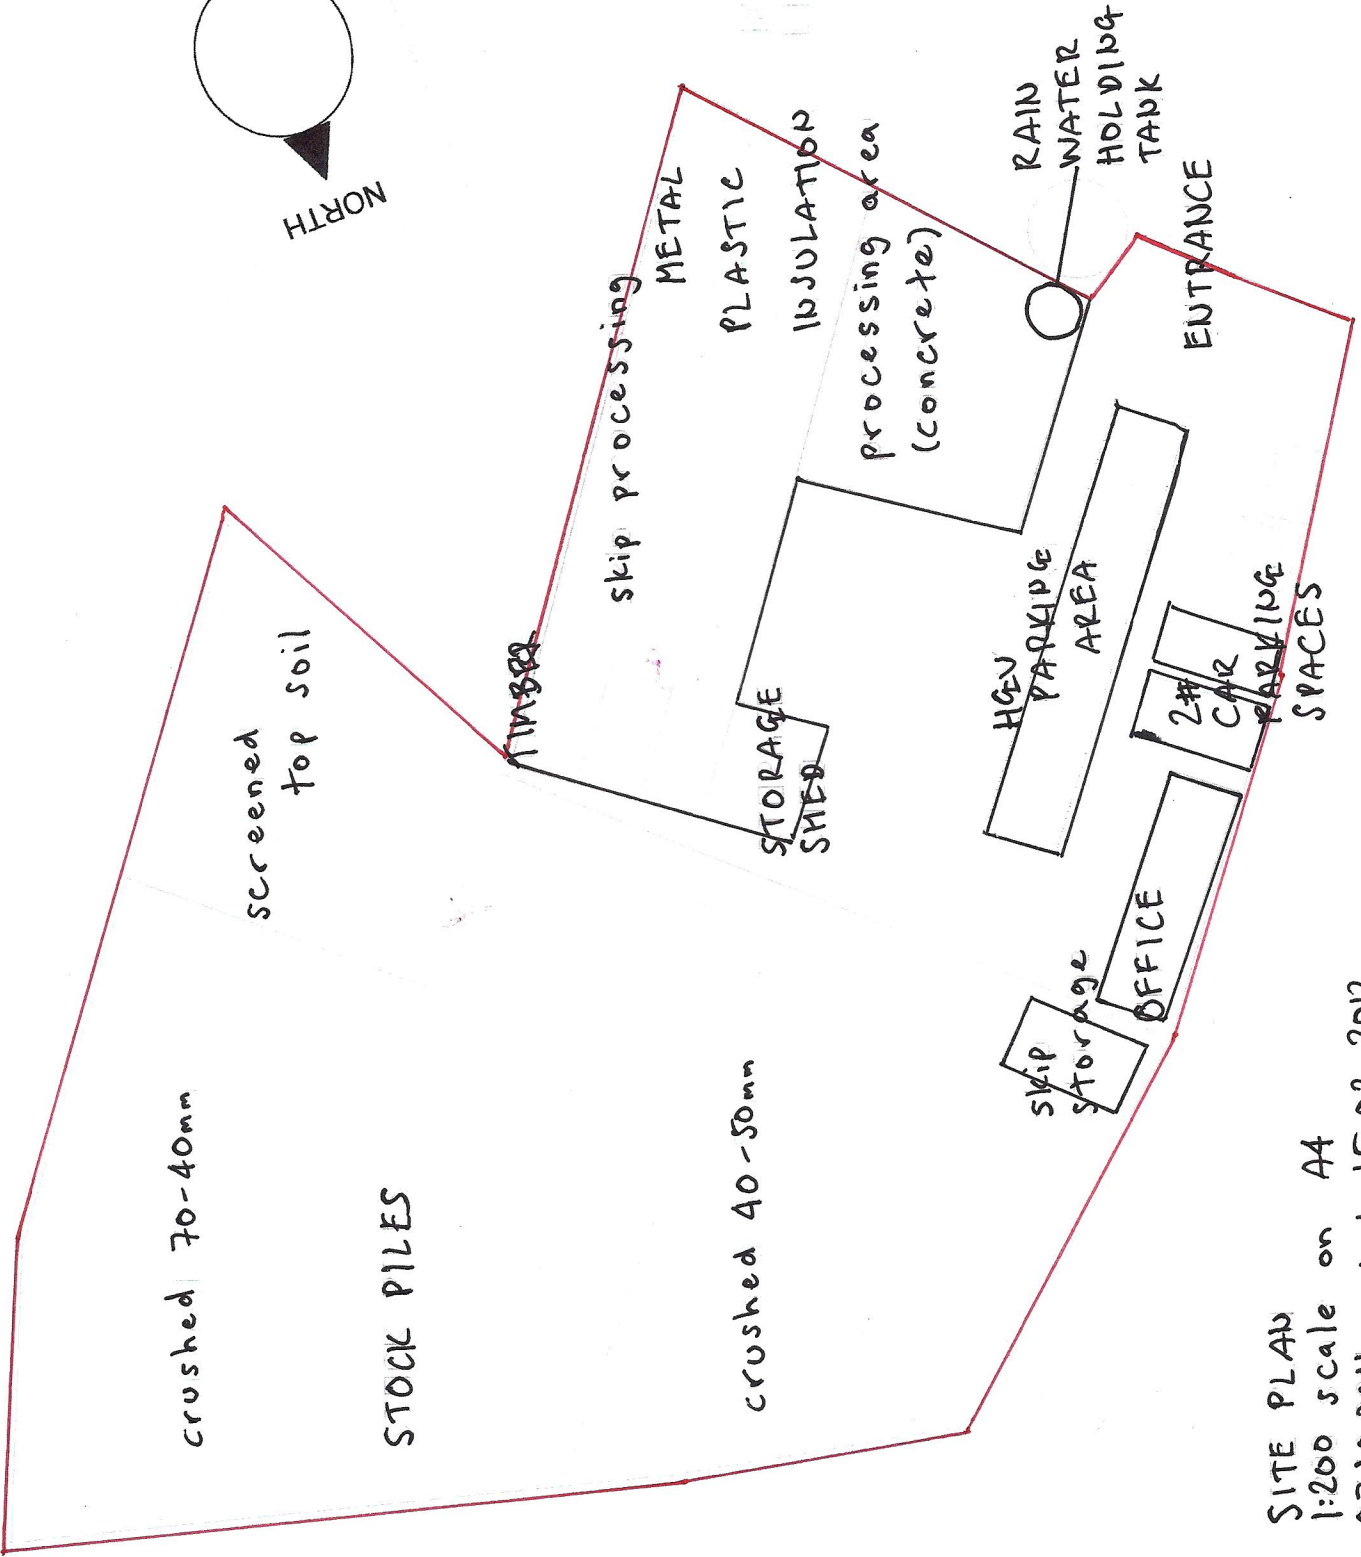 NORTH
screened
top soil
crushed 70-40mm
STOCK PILES
crushed 40-50mm
TIMBER
skip processing
METAL
PLASTIC
INSULATION
processing area
(concrete)
STORAGE
SHED
RAIN
WATER
HOLDING
TANK
ENTRANCE
HGV
PARKING
AREA
2#
CAR
PARKING
SPACES
OFFICE
skip
storage
SITE PLAN
1:200 scale on A4